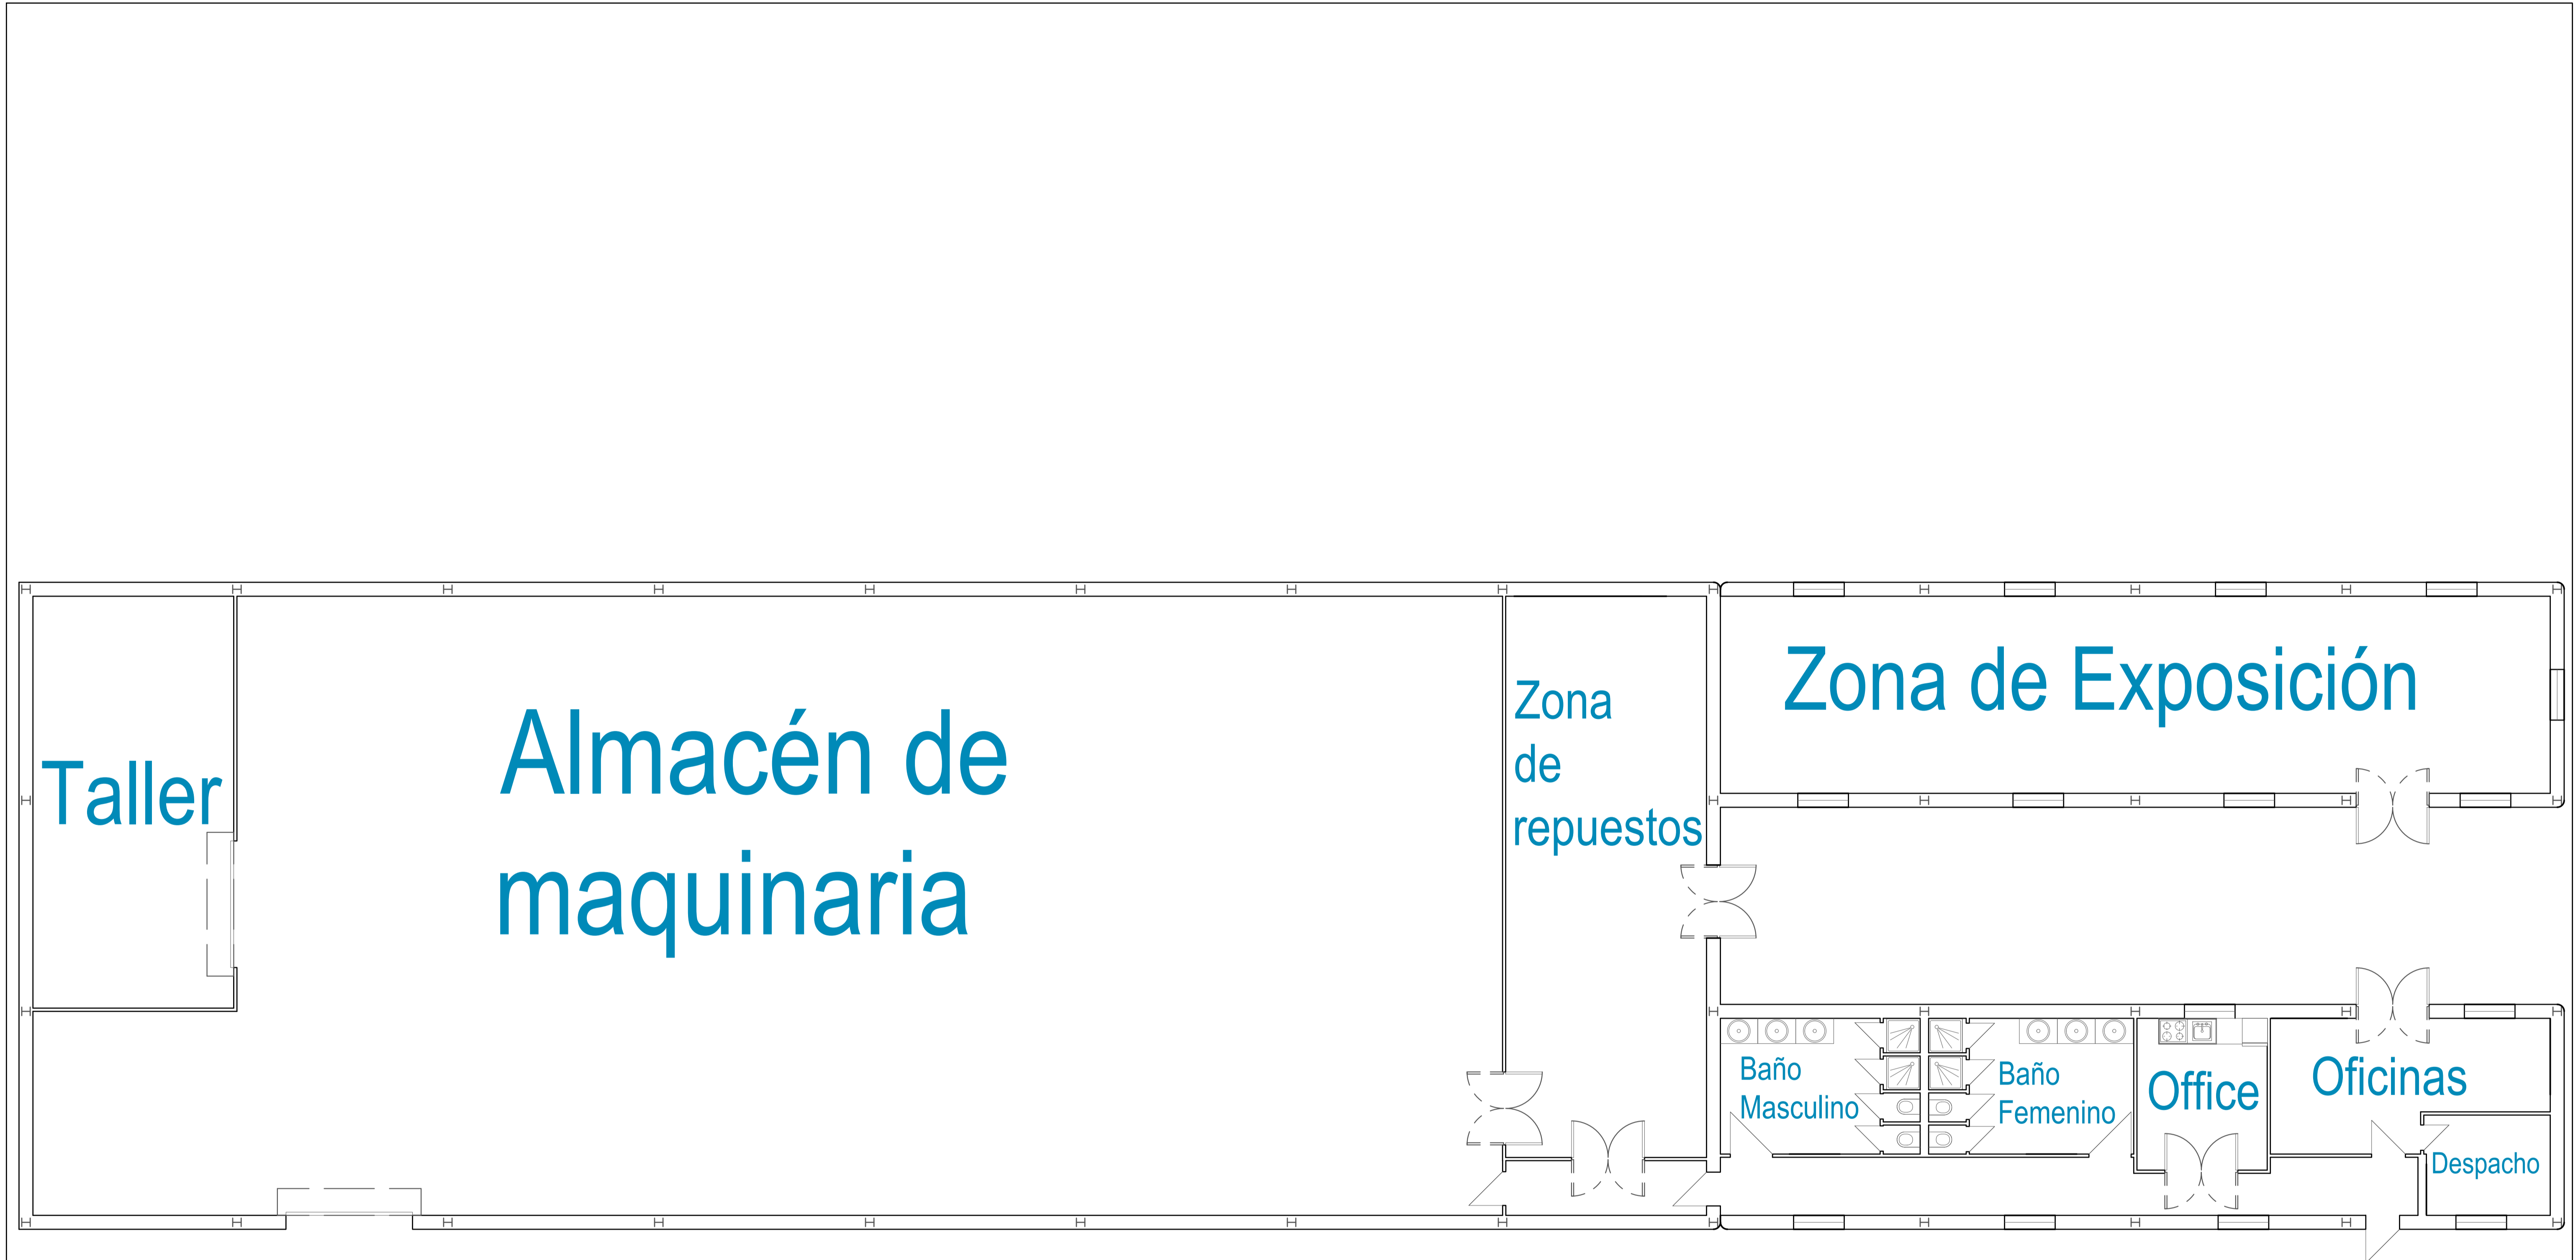 Taller
Almacén de
maquinaria
Zona
de
repuestos
Zona de Exposición
Baño
Masculino
Baño
Femenino
Office
Oficinas
Despacho